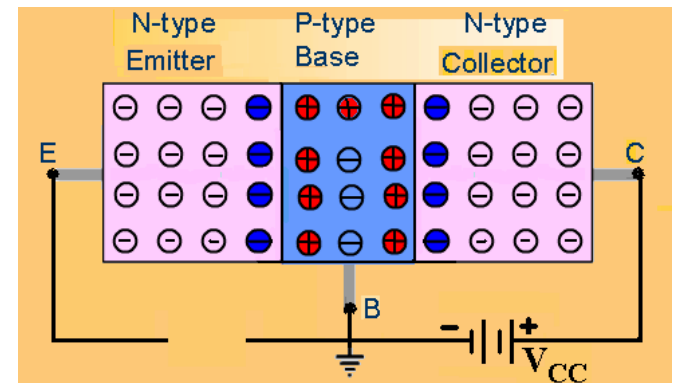 N-type P-type N-type
Emitter Base Collector
E C
B
- +
VCC